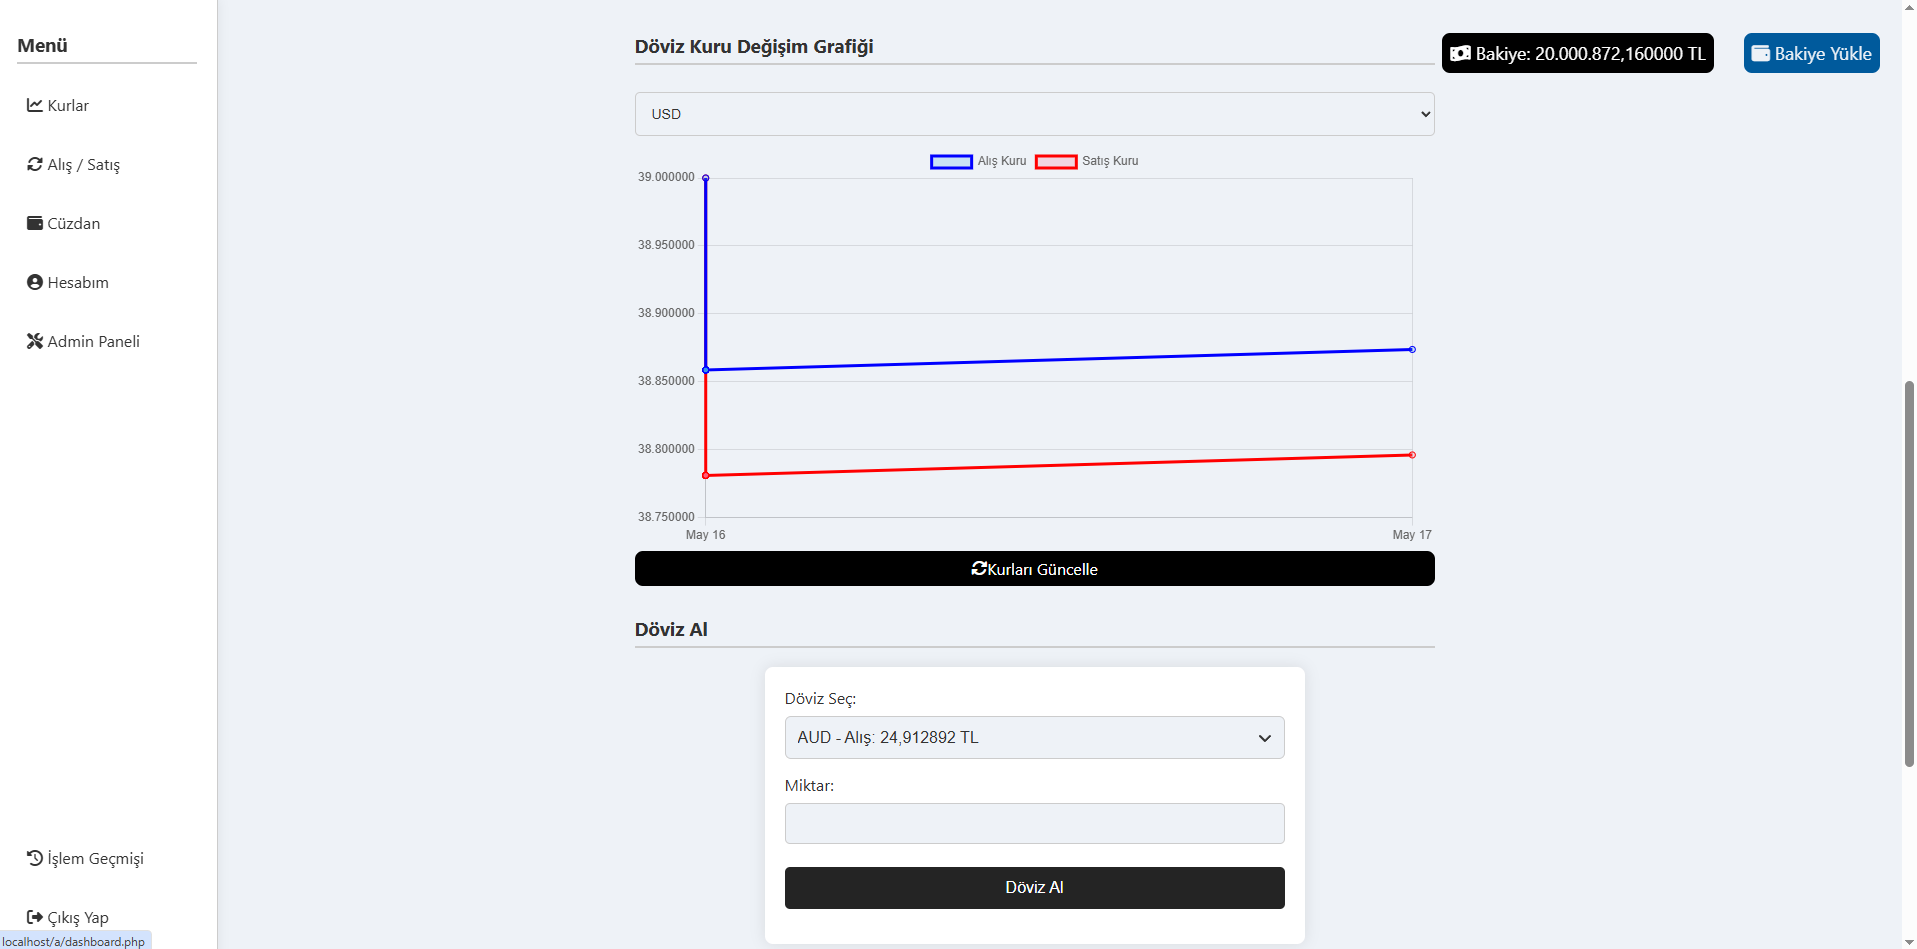 Menü
Kurlar
Alış / Satış
Cüzdan
Hesabım
Admin Paneli
İşlem Geçmişi
Çıkış Yap
localhost/a/dashboard.php
Döviz Kuru Değişim Grafiği
Bakiye: 20.000.872,160000 TL
Bakiye Yükle
USD
Alış Kuru
Satış Kuru
39.000000
38.950000
38.900000
38.850000
38.800000
38.750000
May 16
May 17
Kurları Güncelle
Döviz Al
Döviz Seç:
AUD - Alış: 24,912892 TL
Miktar:
Döviz Al